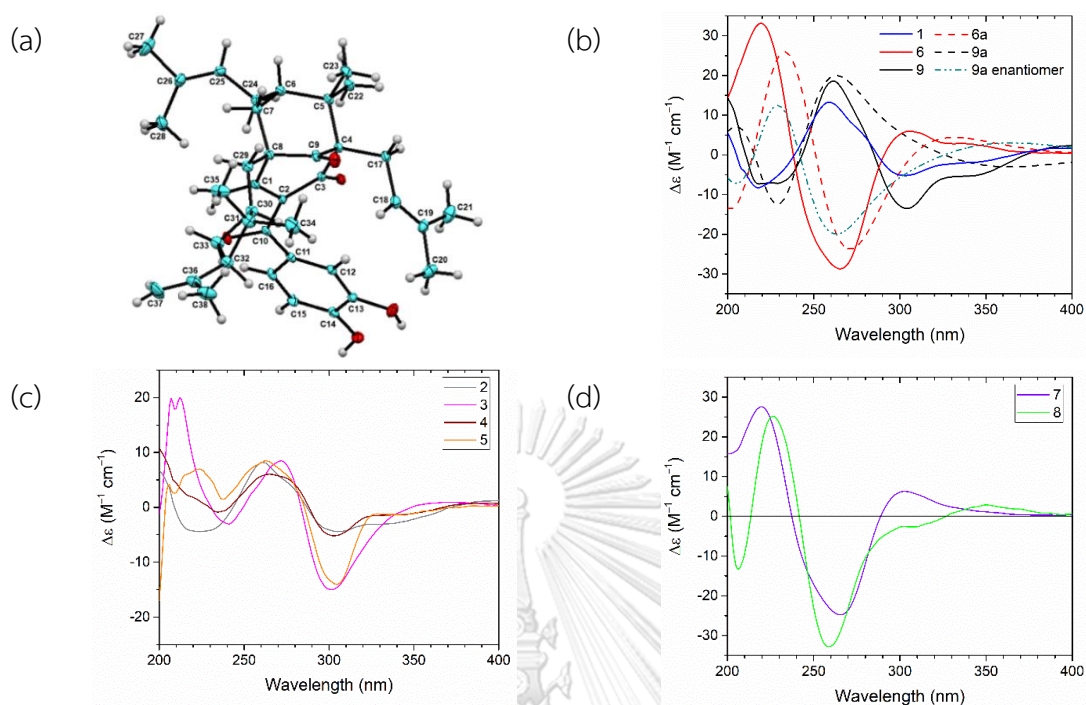 (a)
C27
C26
C25
C28
C24
C6
C7
C23
C22
C5
C4
C9
C8
C17
C29
C1
C2
C3
C35
C30
C31
C34
C18
C19
C21
C20
C33
C10
C32
C11
C12
C16
C13
C15
C14
C36
C37
C38
(b)
1 6a
6 9a
9 9a enantiomer
Δε (M⁻¹ cm⁻¹)
30
20
10
0
-10
-20
-30
200 250 300 350 400
Wavelength (nm)
(c)
2
3
4
5
Δε (M⁻¹ cm⁻¹)
20
10
0
-10
-20
200 250 300 350 400
Wavelength (nm)
(d)
7
8
Δε (M⁻¹ cm⁻¹)
30
20
10
0
-10
-20
-30
200 250 300 350 400
Wavelength (nm)